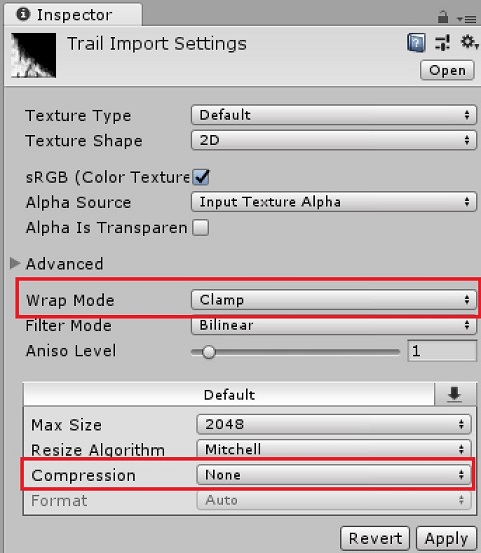 Inspector
Trail Import Settings
Open
Texture Type Default
Texture Shape 2D
sRGB (Color Texture
Alpha Source Input Texture Alpha
Alpha Is Transparen
Advanced
Wrap Mode Clamp
Filter Mode Bilinear
Aniso Level 1
Default
Max Size 2048
Resize Algorithm Mitchell
Compression None
Format Auto
Revert Apply